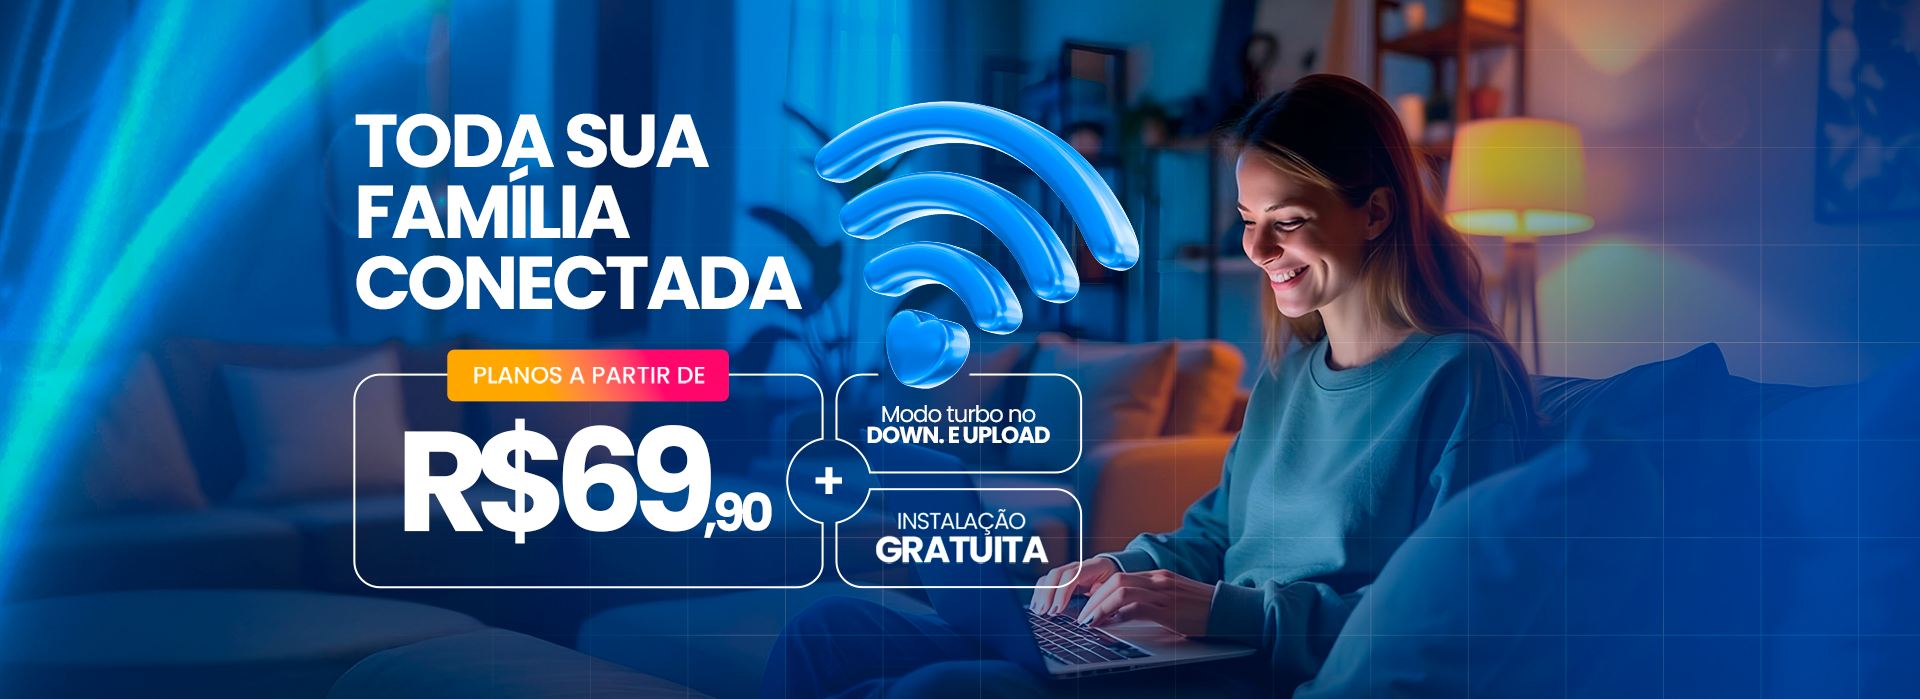 TODA SUA
FAMÍLIA
CONECTADA
PLANOS A PARTIR DE
R$69,90
+
Modo turbo no
DOWN. E UPLOAD
INSTALAÇÃO
GRATUITA